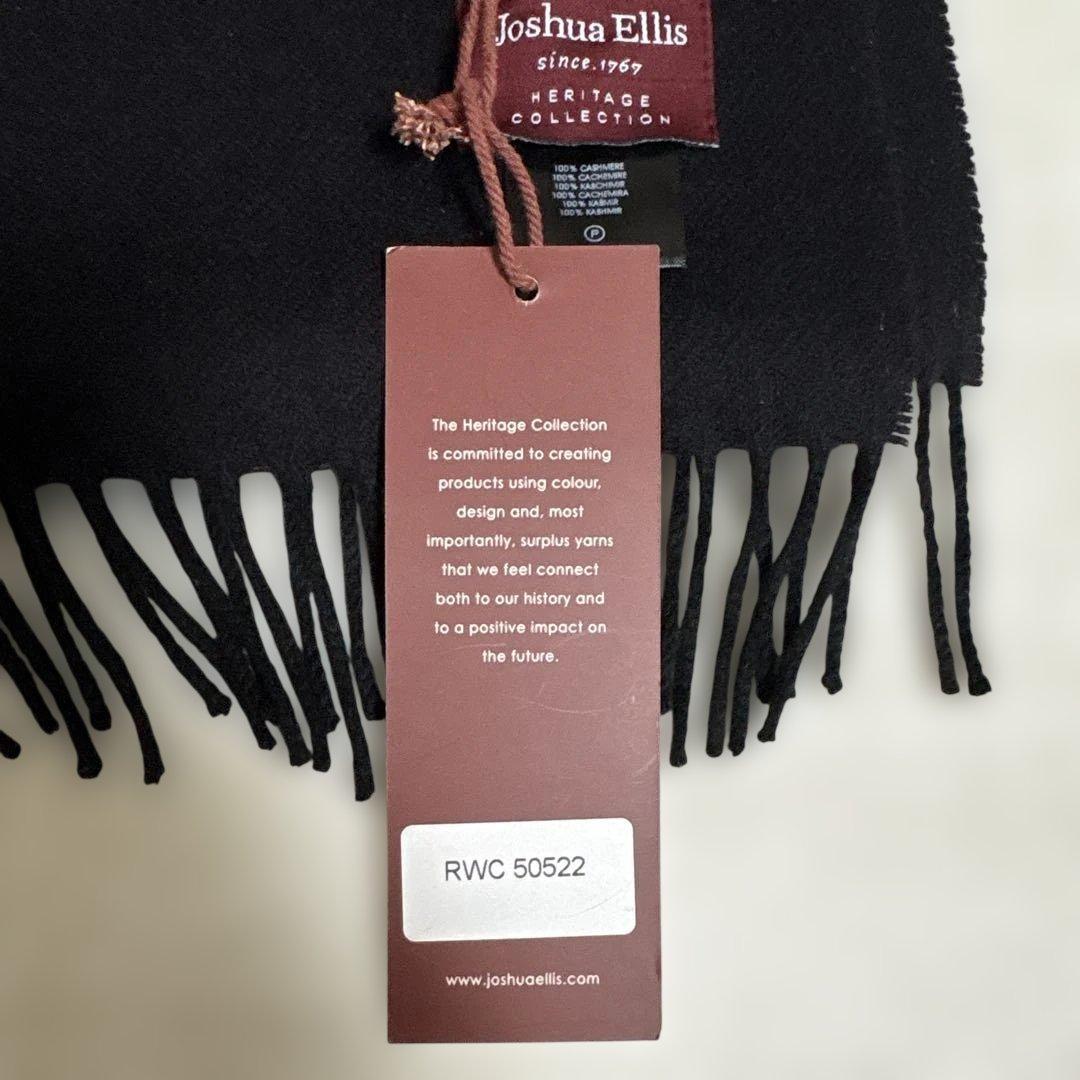 Joshua Ellis
since.1767
HERITAGE
COLLECTION
100% CASHMERE
100% CACHEMIRE
100% KASCHMIR
100% CACHEMIRA
100% KASMIR
100% KASHMIR
P
The Heritage Collection
is committed to creating
products using colour,
design and, most
importantly, surplus yarns
that we feel connect
both to our history and
to a positive impact on
the future.
RWC 50522
www.joshuaellis.com